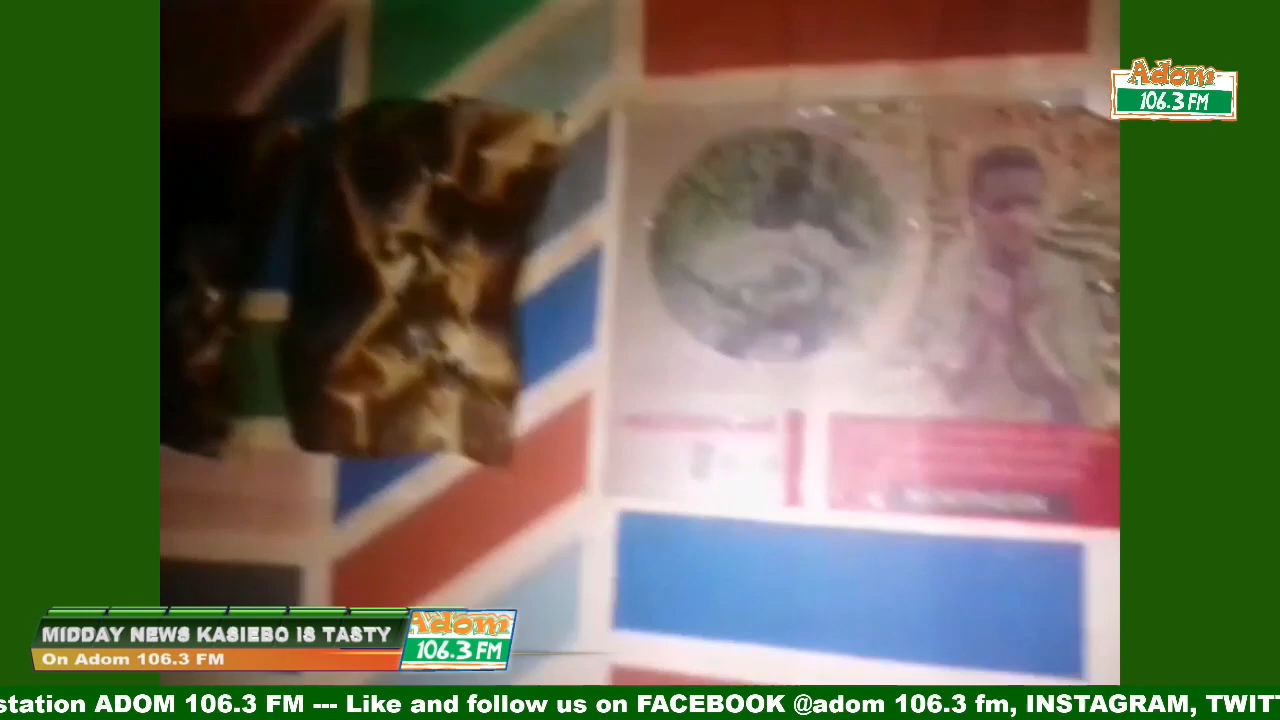 Adom
106.3 FM
MIDDAY NEWS KASIEBO IS TASTY
On Adom 106.3 FM
Adom
106.3 FM
station ADOM 106.3 FM --- Like and follow us on FACEBOOK @adom 106.3 fm, INSTAGRAM, TWIT